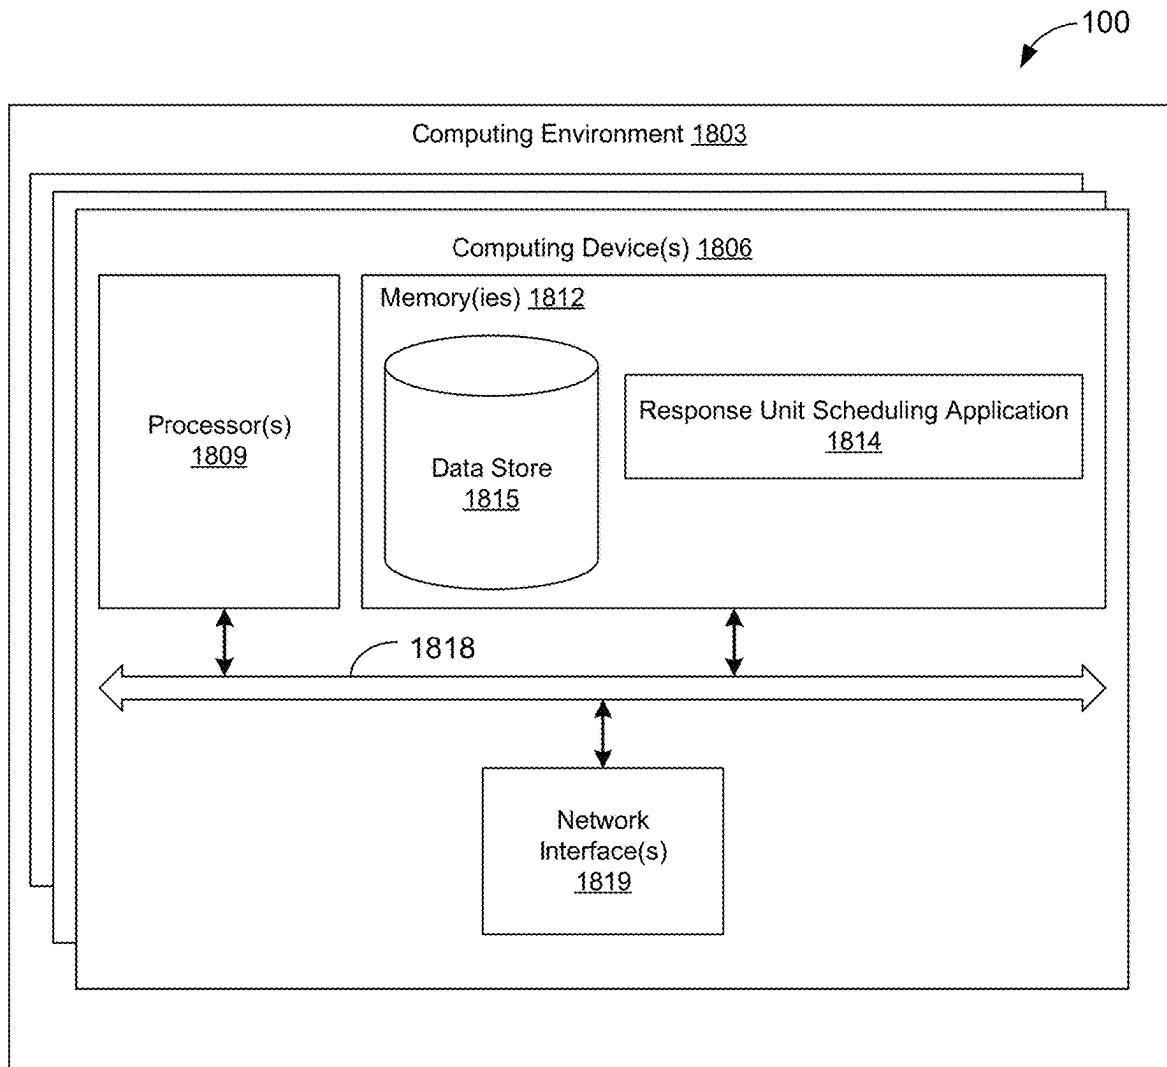 100
Computing Environment 1803
Computing Device(s) 1806
Memory(ies) 1812
Processor(s)
1809
Data Store
1815
Response Unit Scheduling Application
1814
1818
Network
Interface(s)
1819